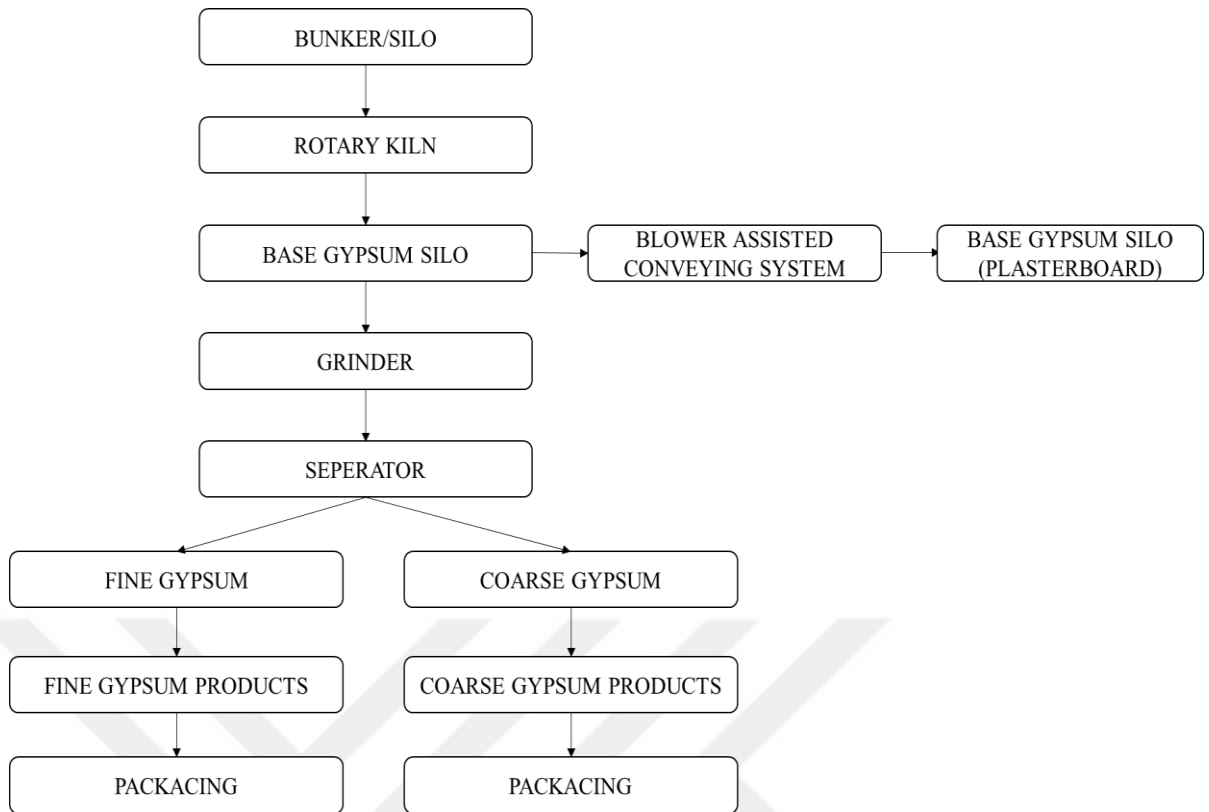 BUNKER/SILO
ROTARY KILN
BASE GYPSUM SILO
BLOWER ASSISTED
CONVEYING SYSTEM
BASE GYPSUM SILO
(PLASTERBOARD)
GRINDER
SEPERATOR
FINE GYPSUM
COARSE GYPSUM
FINE GYPSUM PRODUCTS
COARSE GYPSUM PRODUCTS
PACKACING
PACKACING